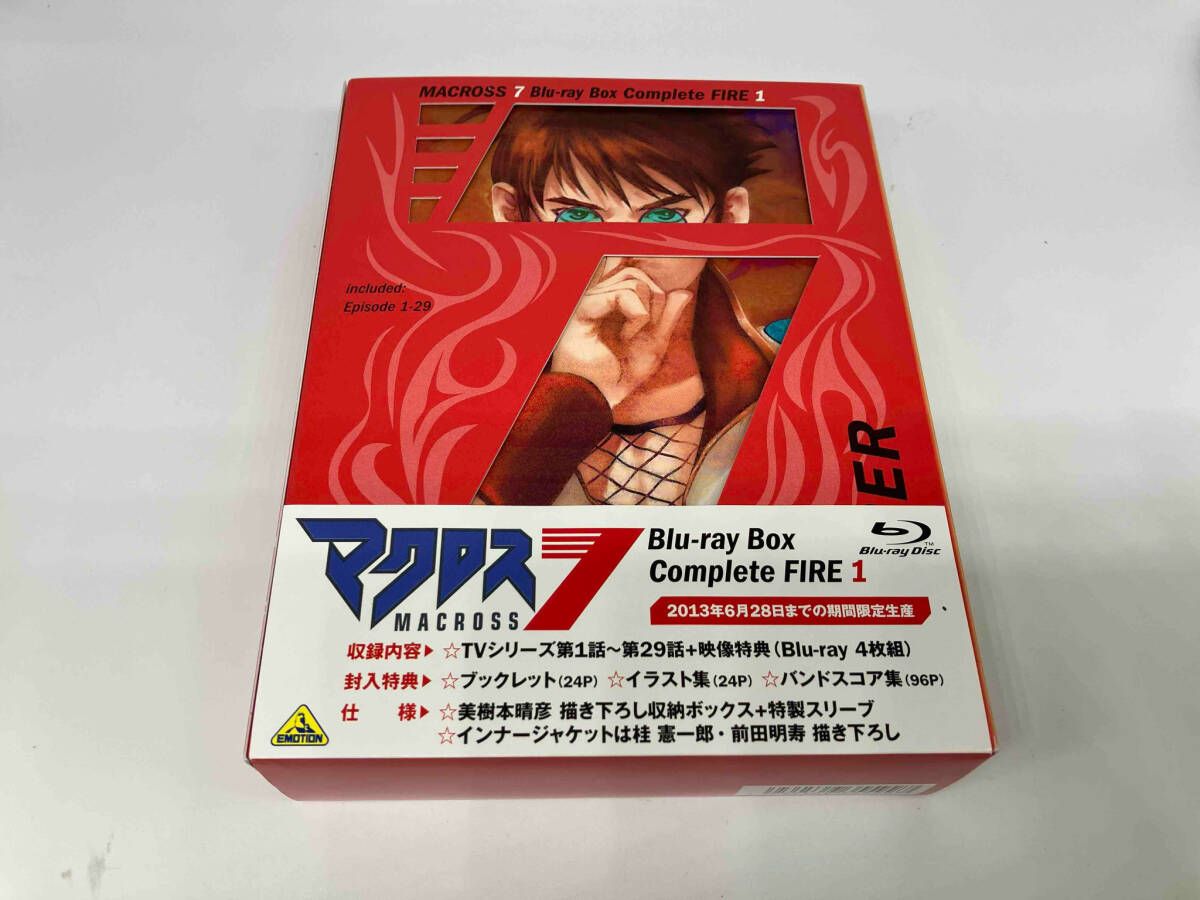 MACROSS 7 Blu-ray Box Complete FIRE 1
included:
Episode 1-29
ER
マクロス7
MACROSS
Blu-ray Box
Complete FIRE 1
Blu-ray Disc™
2013年6月28日までの期間限定生産
収録内容▶ ☆TVシリーズ第1話～第29話+映像特典(Blu-ray 4枚組)
封入特典▶ ☆ブックレット(24P) ☆イラスト集(24P) ☆バンドスコア集(96P)
仕 様▶ ☆美樹本晴彦 描き下ろし収納ボックス+特製スリーブ
☆インナージャケットは桂 憲一郎・前田明寿 描き下ろし
EMOTION